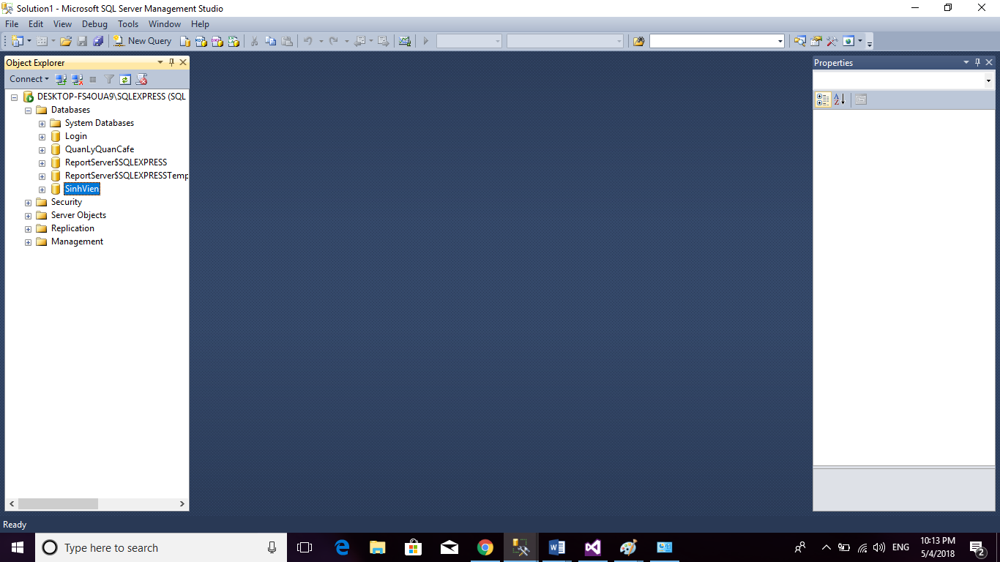 Solution1 - Microsoft SQL Server Management Studio
File Edit View Debug Tools Window Help
New Query
Object Explorer
Properties
Connect
DESKTOP-FS4OUA9\SQLEXPRESS (SQL
Databases
System Databases
Login
QuanLyQuanCafe
ReportServer$SQLEXPRESS
ReportServer$SQLEXPRESSTemp
SinhVien
Security
Server Objects
Replication
Management
Ready
Type here to search
ENG
10:13 PM
5/4/2018
2